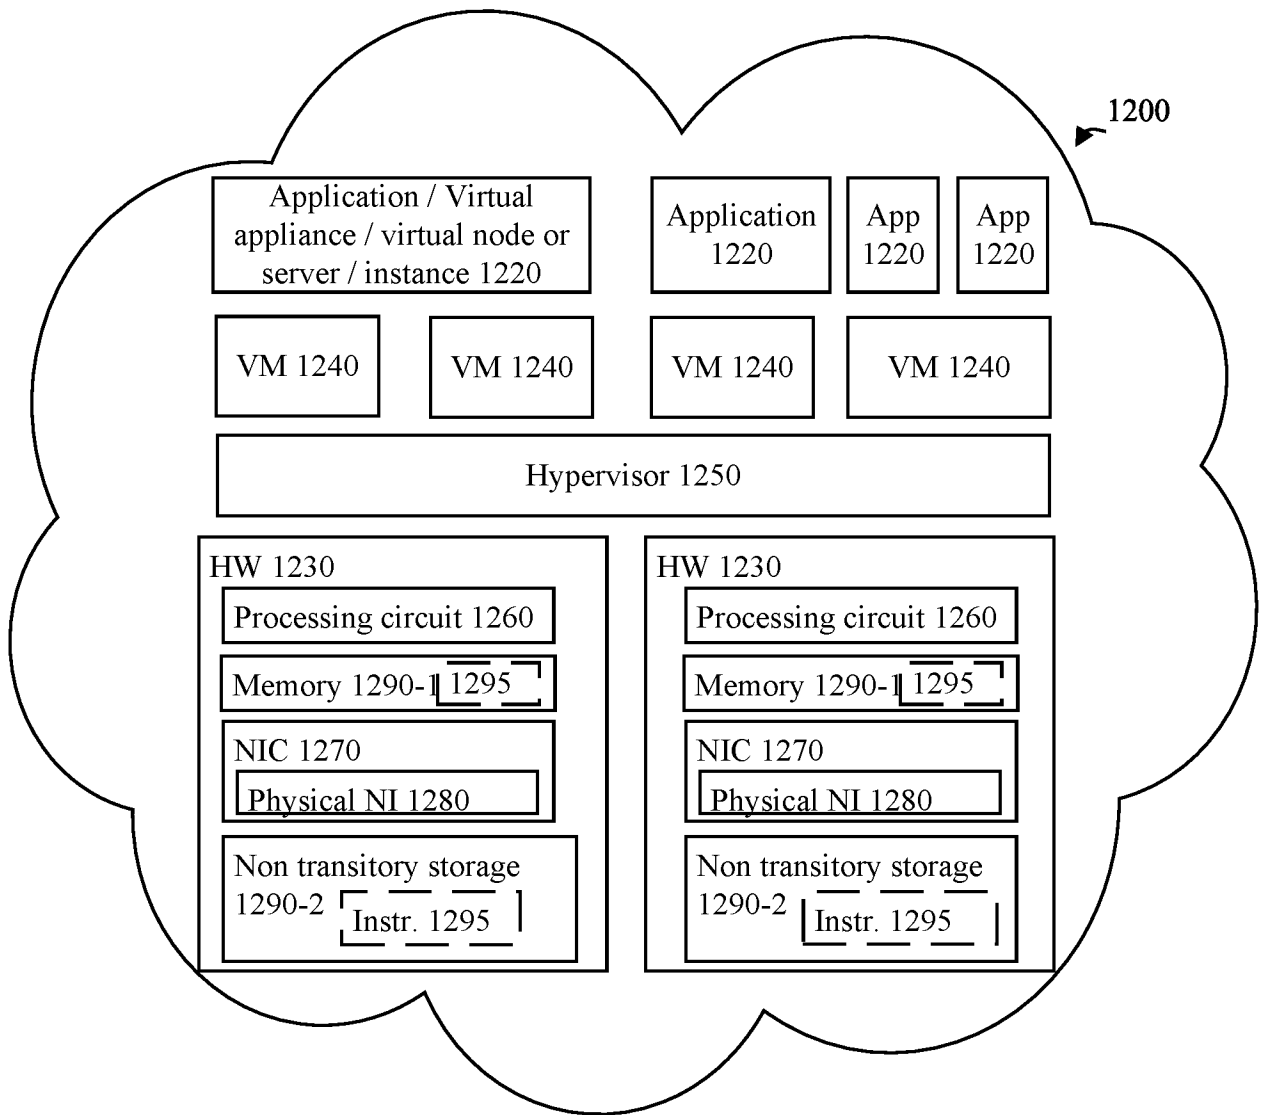 1200
Application / Virtual
appliance / virtual node or
server / instance 1220
Application
1220
App
1220
App
1220
VM 1240
VM 1240
VM 1240
VM 1240
Hypervisor 1250
HW 1230
Processing circuit 1260
Memory 1290-1 1295
NIC 1270
Physical NI 1280
Non transitory storage
1290-2
Instr. 1295
HW 1230
Processing circuit 1260
Memory 1290-1 1295
NIC 1270
Physical NI 1280
Non transitory storage
1290-2
Instr. 1295